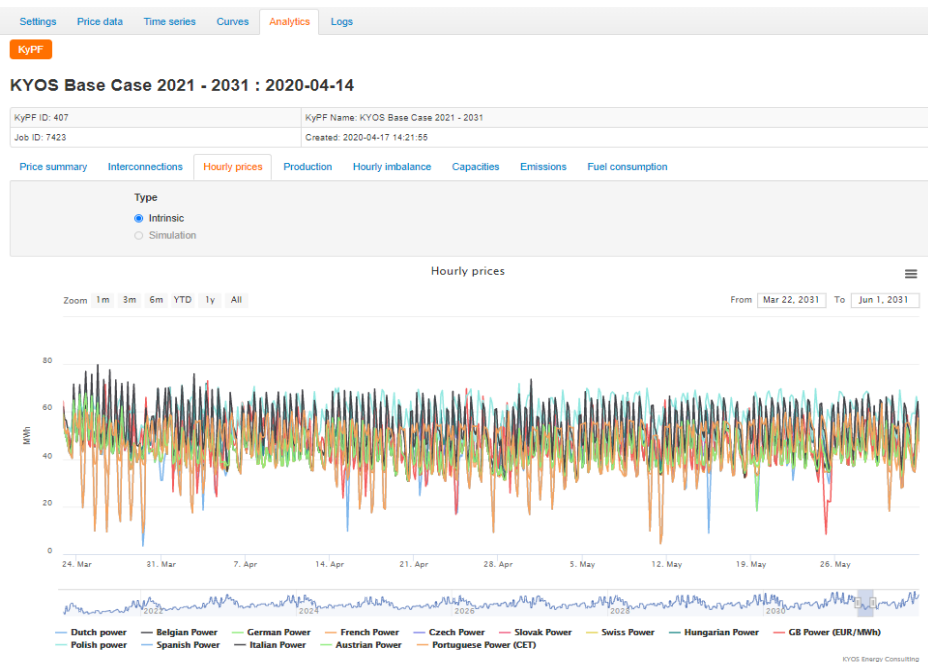 Settings Price data Time series Curves Analytics Logs
KyPF
KYOS Base Case 2021 - 2031 : 2020-04-14
KyPF ID: 407 KyPF Name: KYOS Base Case 2021 - 2031
Job ID: 7423 Created: 2020-04-17 14:21:55
Price summary Interconnections Hourly prices Production Hourly imbalance Capacities Emissions Fuel consumption
Type
Intrinsic
Simulation
Hourly prices
Zoom 1m 3m 6m YTD 1y All From Mar 22, 2031 To Jun 1, 2031
80
60
MWh
40
20
0
24. Mar 31. Mar 7. Apr 14. Apr 21. Apr 28. Apr 5. May 12. May 19. May 26. May
2022 2024 2026 2028 2030
Dutch power Belgian Power German Power French Power Czech Power Slovak Power Swiss Power Hungarian Power GB Power (EUR/MWh)
Polish power Spanish Power Italian Power Austrian Power Portuguese Power (CET)
KYOS Energy Consulting